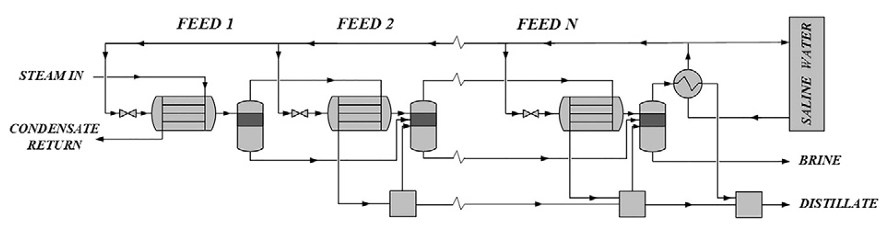 FEED 1
FEED 2
FEED N
STEAM IN
CONDENSATE
RETURN
SALINE WATER
BRINE
DISTILLATE